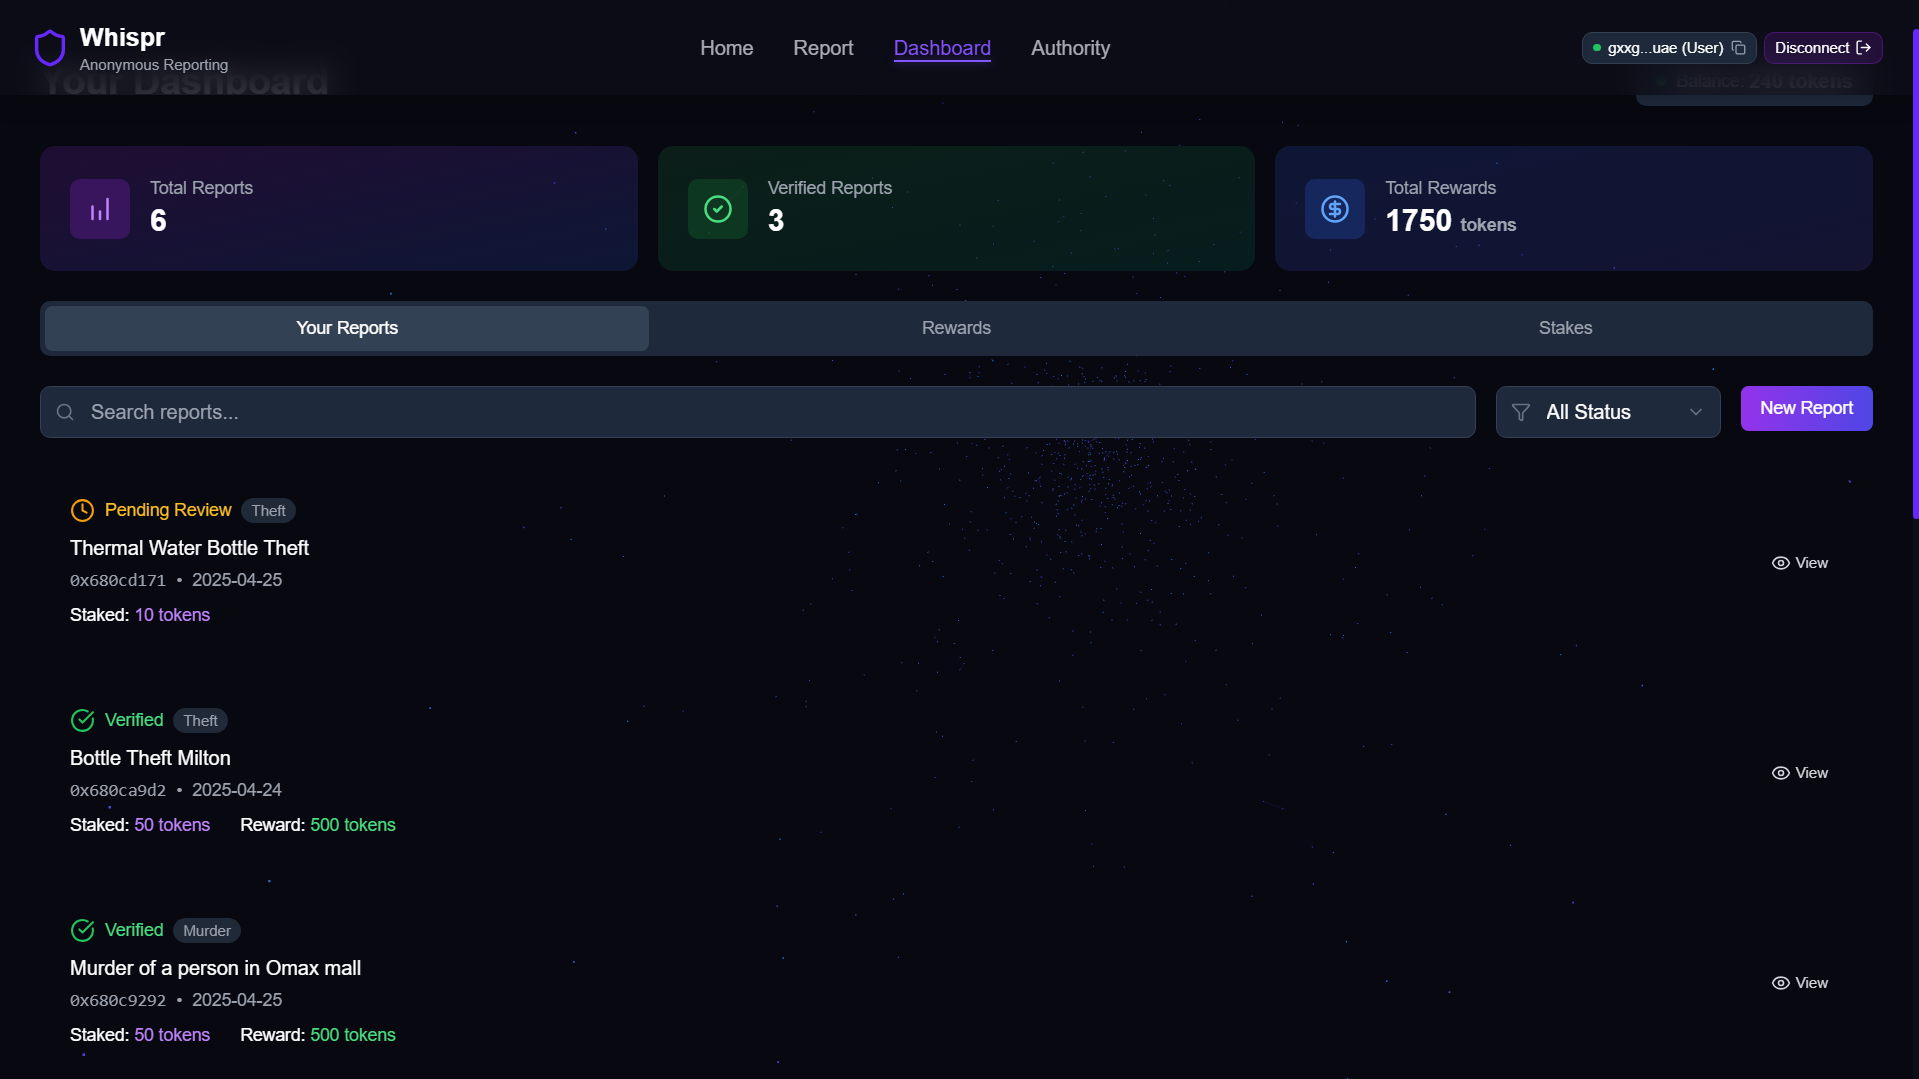 Whispr
Anonymous Reporting
Home
Report
Dashboard
Authority
gxxg...uae (User)
Disconnect
Your Dashboard
Balance: 240 tokens
Total Reports
6
Verified Reports
3
Total Rewards
1750 tokens
Your Reports
Rewards
Stakes
Search reports...
All Status
New Report
Pending Review Theft
Thermal Water Bottle Theft
0x680cd171 • 2025-04-25
Staked: 10 tokens
View
Verified Theft
Bottle Theft Milton
0x680ca9d2 • 2025-04-24
Staked: 50 tokens Reward: 500 tokens
View
Verified Murder
Murder of a person in Omax mall
0x680c9292 • 2025-04-25
Staked: 50 tokens Reward: 500 tokens
View